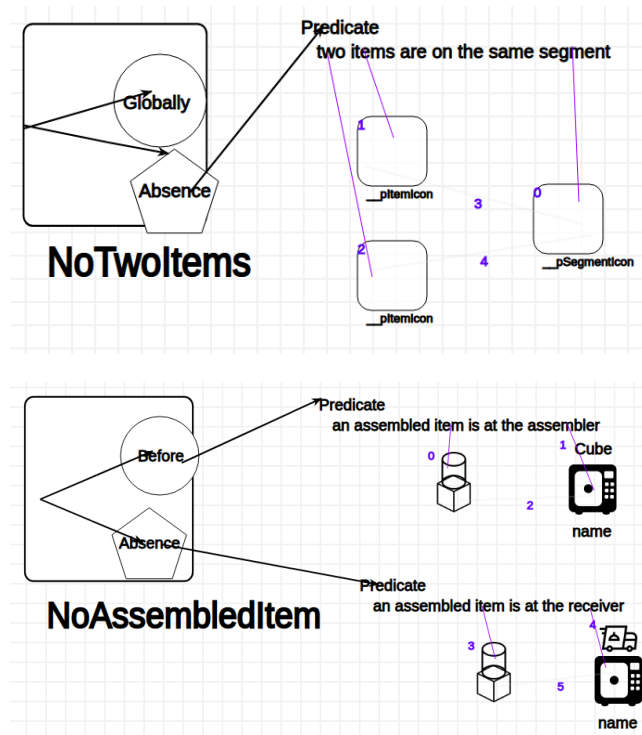 Predicate
two items are on the same segment
Globally
1
Absence
__pItemIcon
0
3
2
4
__pSegmentIcon
NoTwoItems
__pItemIcon
Predicate
an assembled item is at the assembler
Before
0
1
Cube
2
name
Absence
Predicate
an assembled item is at the receiver
NoAssembledItem
4
3
5
name